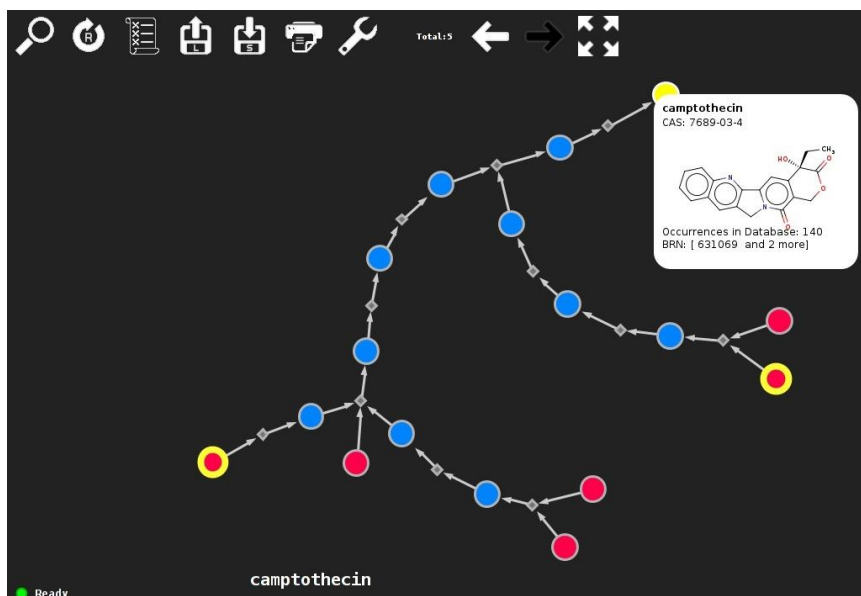 R
L
S
Total:5
camptothecin
CAS: 7689-03-4
HO
CH3
O
N
O
N
O
Occurrences in Database: 140
BRN: [ 631069 and 2 more]
camptothecin
Ready